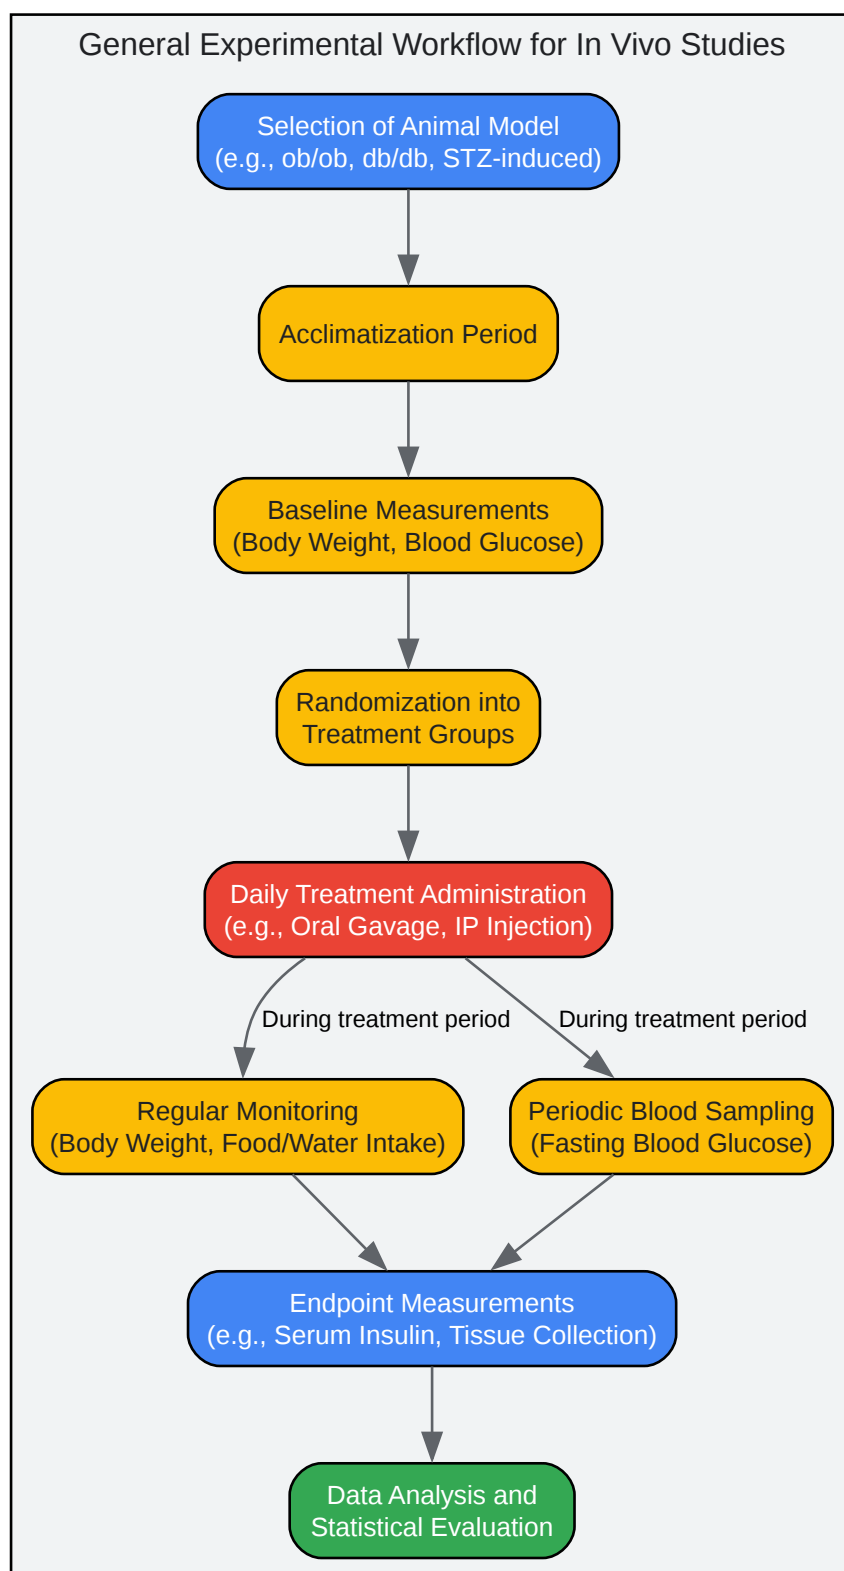 General Experimental Workflow for In Vivo Studies
Selection of Animal Model
(e.g., ob/ob, db/db, STZ-induced)
Acclimatization Period
Baseline Measurements
(Body Weight, Blood Glucose)
Randomization into
Treatment Groups
Daily Treatment Administration
(e.g., Oral Gavage, IP Injection)
During treatment period
During treatment period
Regular Monitoring
(Body Weight, Food/Water Intake)
Periodic Blood Sampling
(Fasting Blood Glucose)
Endpoint Measurements
(e.g., Serum Insulin, Tissue Collection)
Data Analysis and
Statistical Evaluation